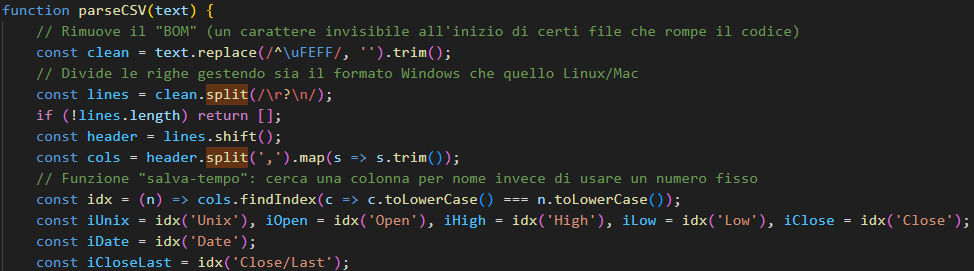 function parseCSV(text) {
// Rimuove il "BOM" (un carattere invisibile all'inizio di certi file che rompe il codice)
const clean = text.replace(/^\uFEFF/, '').trim();
// Divide le righe gestendo sia il formato Windows che quello Linux/Mac
const lines = clean.split(/\r?\n/);
if (!lines.length) return [];
const header = lines.shift();
const cols = header.split(',').map(s => s.trim());
// Funzione "salva-tempo": cerca una colonna per nome invece di usare un numero fisso
const idx = (n) => cols.findIndex(c => c.toLowerCase() === n.toLowerCase());
const iUnix = idx('Unix'), iOpen = idx('Open'), iHigh = idx('High'), iLow = idx('Low'), iClose = idx('Close');
const iDate = idx('Date');
const iCloseLast = idx('Close/Last');